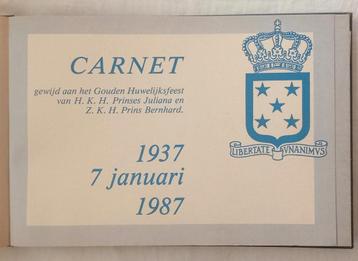 CARNET
gewijd aan het Gouden Huwelijksfeest
van H. K. H. Prinses Juliana en
Z. K. H. Prins Bernhard.
1937
7 januari
1987
LIBERTATE VNANIMVS